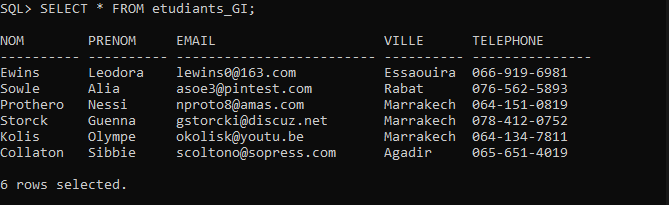 SQL> SELECT * FROM etudiants_GI;
NOM        PRENOM     EMAIL                     VILLE      TELEPHONE
---------- ---------- ------------------------- ---------- ---------------
Ewins      Leodora    lewins0@163.com           Essaouira  066-919-6981
Sowle      Alia       asoe3@pintest.com         Rabat      076-562-5893
Prothero   Nessi      nproto8@amas.com          Marrakech  064-151-0819
Storck     Guenna     gstorcki@discuz.net       Marrakech  078-412-0752
Kolis      Olympe     okolisk@youtu.be          Marrakech  064-134-7811
Collaton   Sibbie     scoltono@sopress.com      Agadir     065-651-4019
6 rows selected.